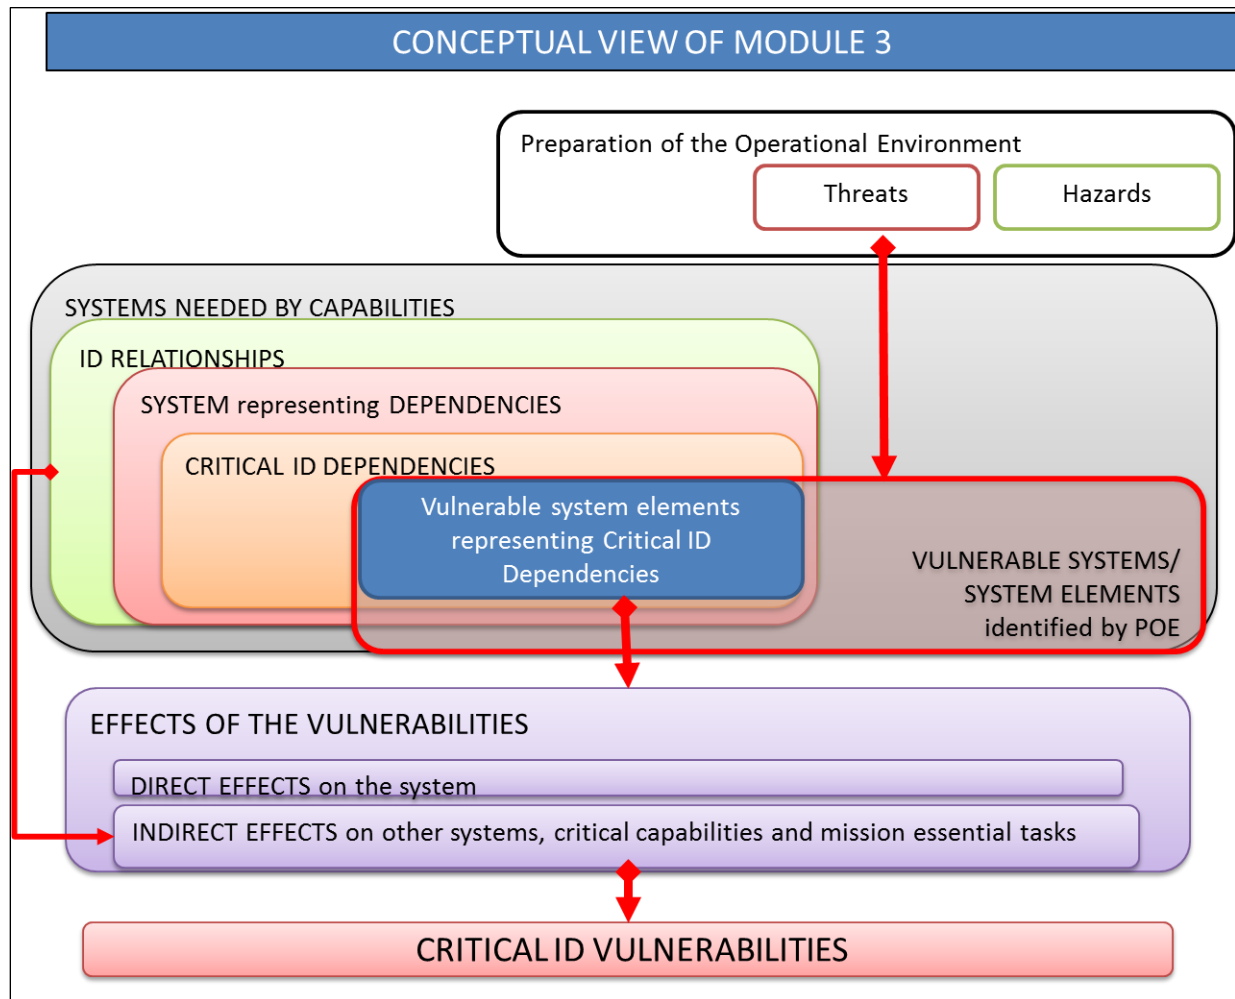 CONCEPTUAL VIEW OF MODULE 3
Preparation of the Operational Environment
Threats
Hazards
SYSTEMS NEEDED BY CAPABILITIES
ID RELATIONSHIPS
SYSTEM representing DEPENDENCIES
CRITICAL ID DEPENDENCIES
Vulnerable system elements
representing Critical ID
Dependencies
VULNERABLE SYSTEMS/
SYSTEM ELEMENTS
identified by POE
EFFECTS OF THE VULNERABILITIES
DIRECT EFFECTS on the system
INDIRECT EFFECTS on other systems, critical capabilities and mission essential tasks
CRITICAL ID VULNERABILITIES